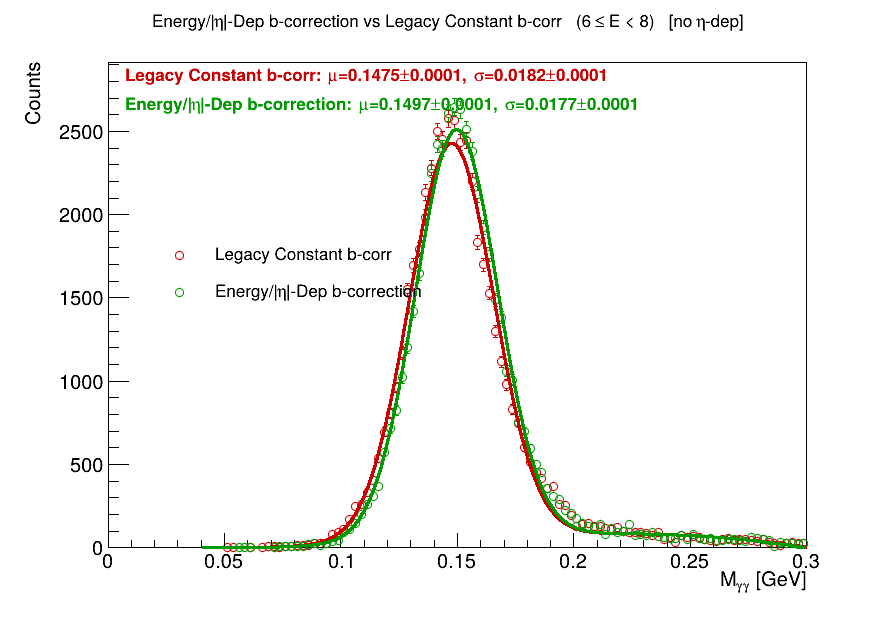 Energy/|η|-Dep b-correction vs Legacy Constant b-corr (6 ≤ E < 8) [no η-dep]
Counts
Legacy Constant b-corr: μ=0.1475±0.0001, σ=0.0182±0.0001
Energy/|η|-Dep b-correction: μ=0.1497±0.0001, σ=0.0177±0.0001
2500
2000
Legacy Constant b-corr
Energy/|η|-Dep b-correction
1500
1000
500
0
0 0.05 0.1 0.15 0.2 0.25 0.3
Mγγ [GeV]